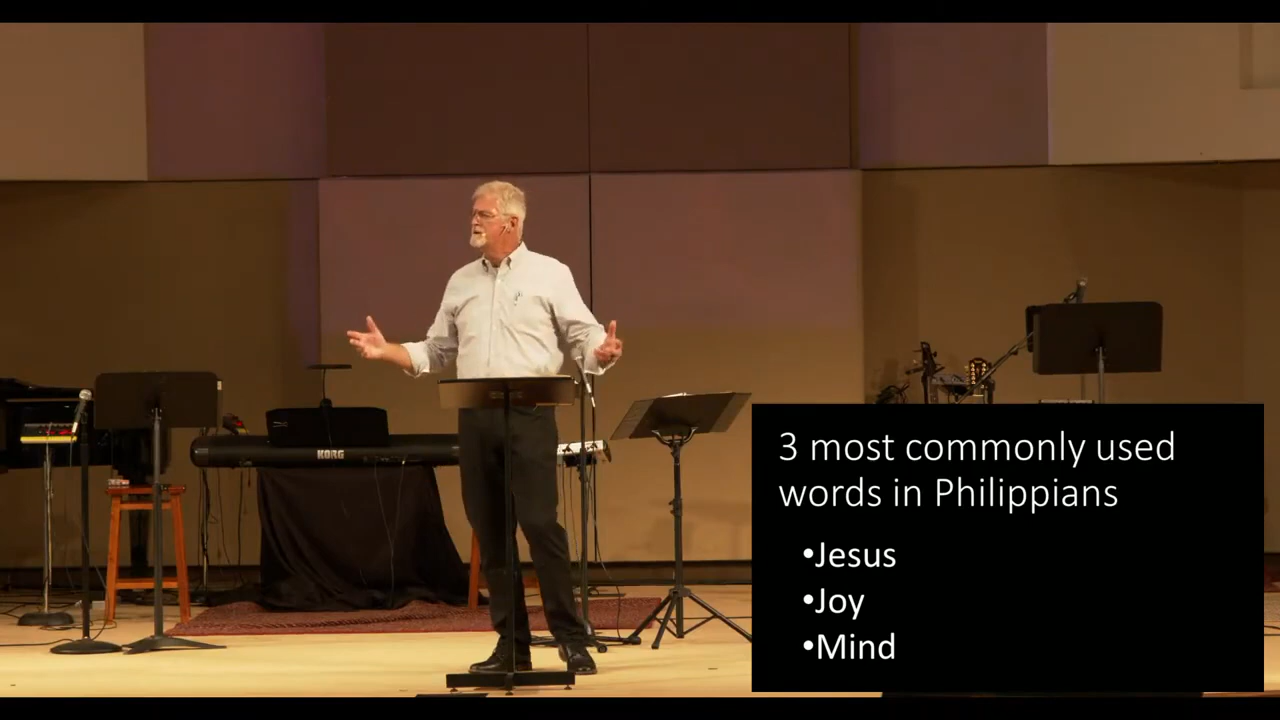 KORG
3 most commonly used
words in Philippians
•Jesus
•Joy
•Mind